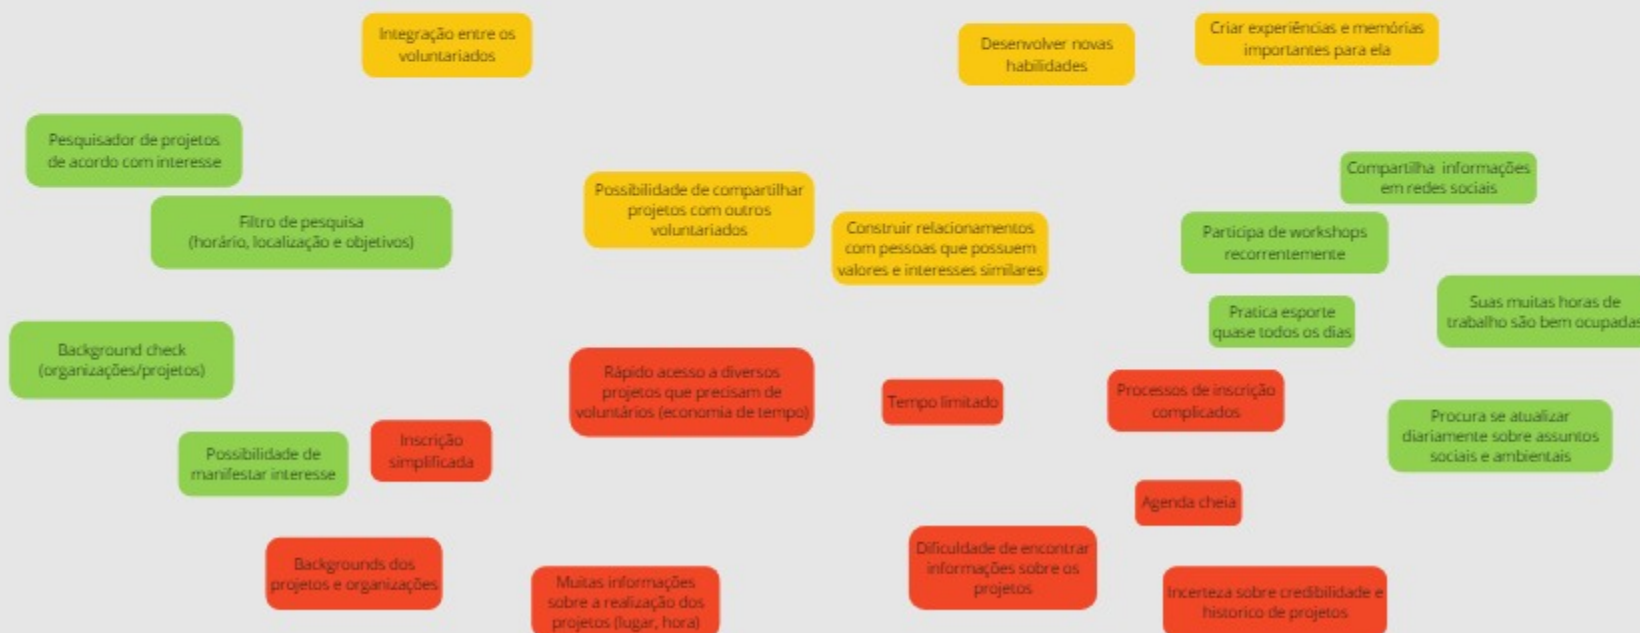 Integração entre os
voluntariados
Desenvolver novas
habilidades
Criar experiências e memórias
importantes para ela
Pesquisador de projetos
de acordo com interesse
Filtro de pesquisa
(horário, localização e objetivos)
Possibilidade de compartilhar
projetos com outros
voluntariados
Construir relacionamentos
com pessoas que possuem
valores e interesses similares
Compartilha informações
em redes sociais
Participa de workshops
recorrentemente
Pratica esporte
quase todos os dias
Suas muitas horas de
trabalho são bem ocupadas
Background check
(organizações/projetos)
Rápido acesso a diversos
projetos que precisam de
voluntários (economia de tempo)
Tempo limitado
Processos de inscrição
complicados
Procura se atualizar
diariamente sobre assuntos
sociais e ambientais
Possibilidade de
manifestar interesse
Inscrição
simplificada
Agenda cheia
Backgrounds dos
projetos e organizações
Muitas informações
sobre a realização dos
projetos (lugar, hora)
Dificuldade de encontrar
informações sobre os
projetos
Incerteza sobre credibilidade e
historico de projetos